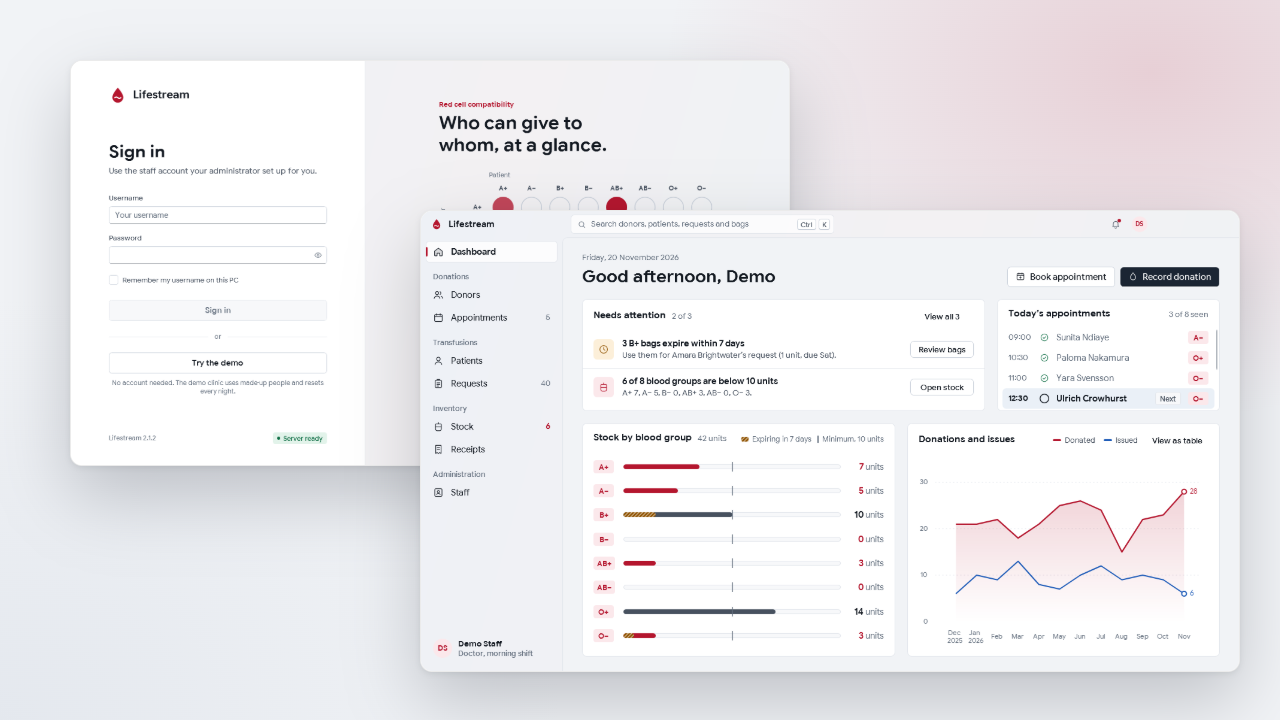 Lifestream
Sign in
Use the staff account your administrator set up for you.
Username
Your username
Password
Remember my username on this PC
Sign in
or
Try the demo
No account needed. The demo clinic uses made-up people and resets
every night.
Lifestream 2.1.2
Server ready
Red cell compatibility
Who can give to
whom, at a glance.
Patient
A+ A− B+ B− AB+ AB− O+ O−
A+
Lifestream
Search donors, patients, requests and bags
Ctrl K
DS
Dashboard
Donations
Donors
Appointments 5
Transfusions
Patients
Requests 40
Inventory
Stock 6
Receipts
Administration
Staff
DS
Demo Staff
Doctor, morning shift
Friday, 20 November 2026
Good afternoon, Demo
Book appointment
Record donation
Needs attention 2 of 3
View all 3
3 B+ bags expire within 7 days
Use them for Amara Brightwater's request (1 unit, due Sat).
Review bags
6 of 8 blood groups are below 10 units
A+ 7, A− 5, B− 0, AB+ 3, AB− 0, O− 3.
Open stock
Today's appointments 3 of 8 seen
09:00 Sunita Ndiaye A−
10:30 Paloma Nakamura O+
11:00 Yara Svensson O−
12:30 Ulrich Crowhurst Next O−
Stock by blood group 42 units
Expiring in 7 days
Minimum, 10 units
A+ 7 units
A− 5 units
B+ 10 units
B− 0 units
AB+ 3 units
AB− 0 units
O+ 14 units
O− 3 units
Donations and issues
Donated
Issued
View as table
30
20
10
0
28
6
Dec Jan Feb Mar Apr May Jun Jul Aug Sep Oct Nov
2025 2026